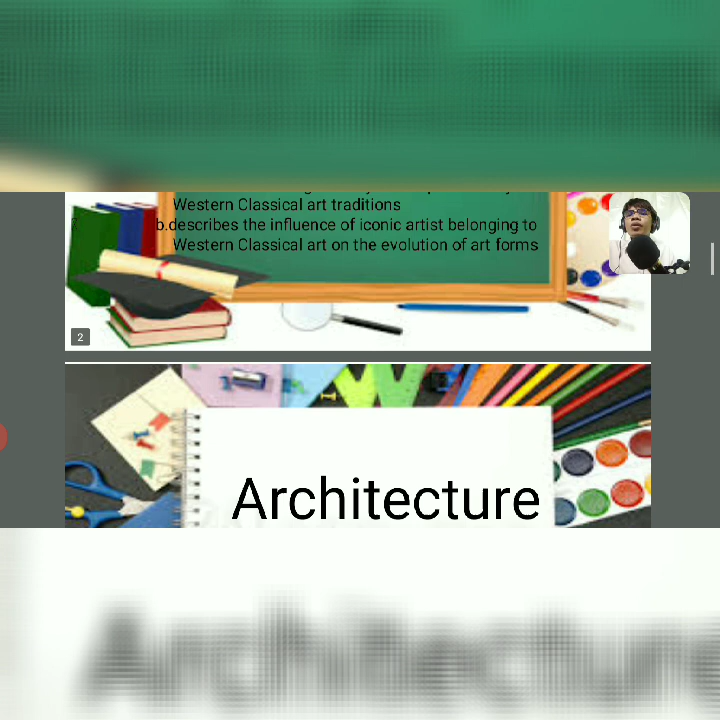 Western Classical art traditions
b.describes the influence of iconic artist belonging to
Western Classical art on the evolution of art forms
2
Architecture
Architecture